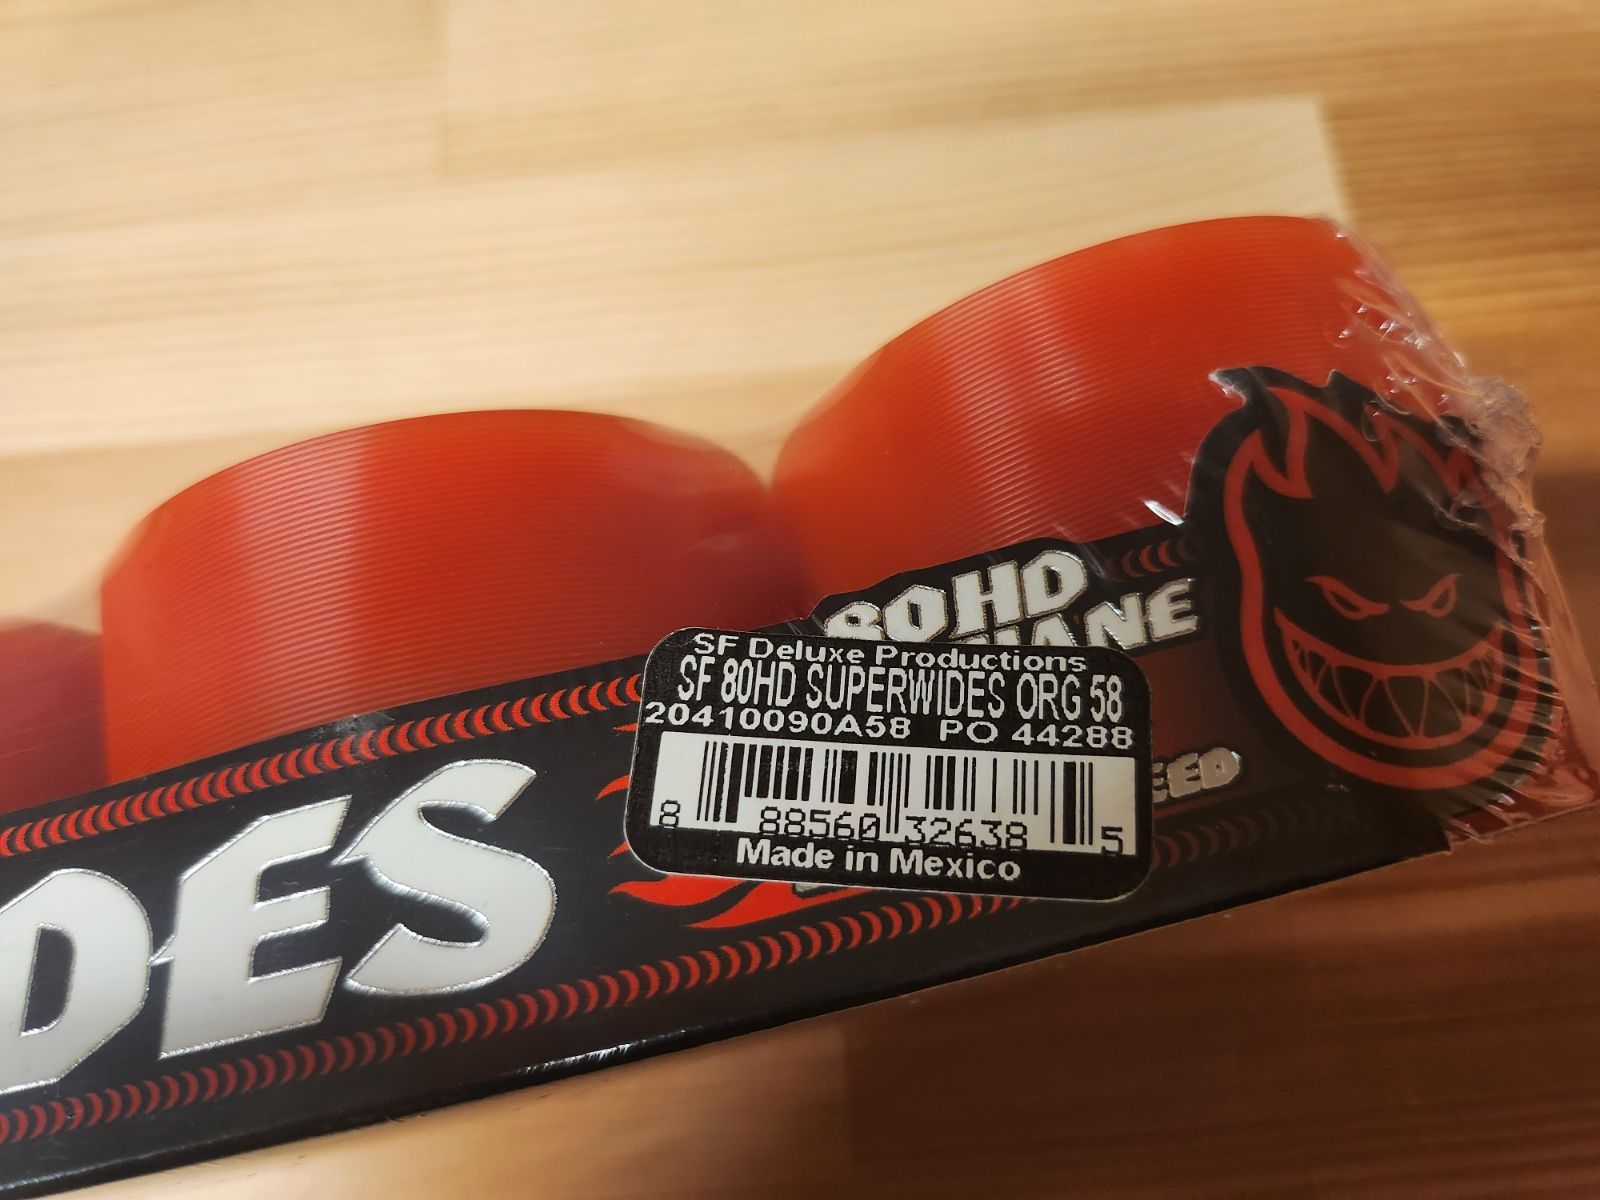 80HD
SF Deluxe Productions
SF 80HD SUPERWIDES ORG 58
20410090A58 PO 44288
8 88560 32638 5
Made in Mexico
DES